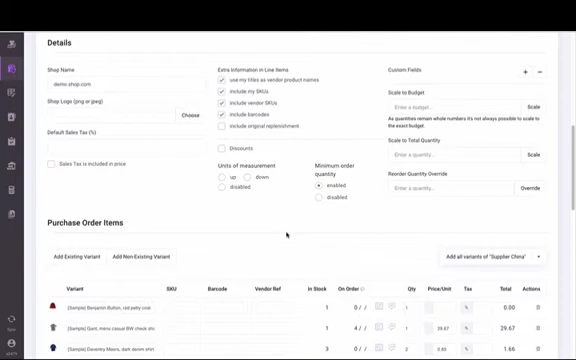 Details
Shop Name
demo.shop.com
Shop Logo (png or jpeg)
Choose
Default Sales Tax (%)
Sales Tax is included in price
Extra Information in Line Items
use my titles as vendor product names
include my SKUs
include vendor SKUs
include barcodes
include original replenishment
Discounts
Units of measurement
up
down
disabled
Minimum order quantity
enabled
disabled
Custom Fields
+ −
Scale to Budget
Enter a budget...
Scale
As quantities remain whole numbers it's not always possible to scale to the exact budget.
Scale to Total Quantity
Enter a quantity...
Scale
Reorder Quantity Override
Enter a quantity...
Override
Purchase Order Items
Add Existing Variant
Add Non-Existing Variant
Add all variants of "Supplier China"
Variant SKU Barcode Vendor Ref In Stock On Order Qty Price/Unit Tax Total Actions
[Sample] Benjamin Button, red potty coat 1 0 / / 1 % 0.00
[Sample] Gant, mens casual BW check shi 1 4 / / 1 29.67 % 29.67
[Sample] Daventry Moors, dark denim shirt 3 0 / / 2 0.83 % 1.66